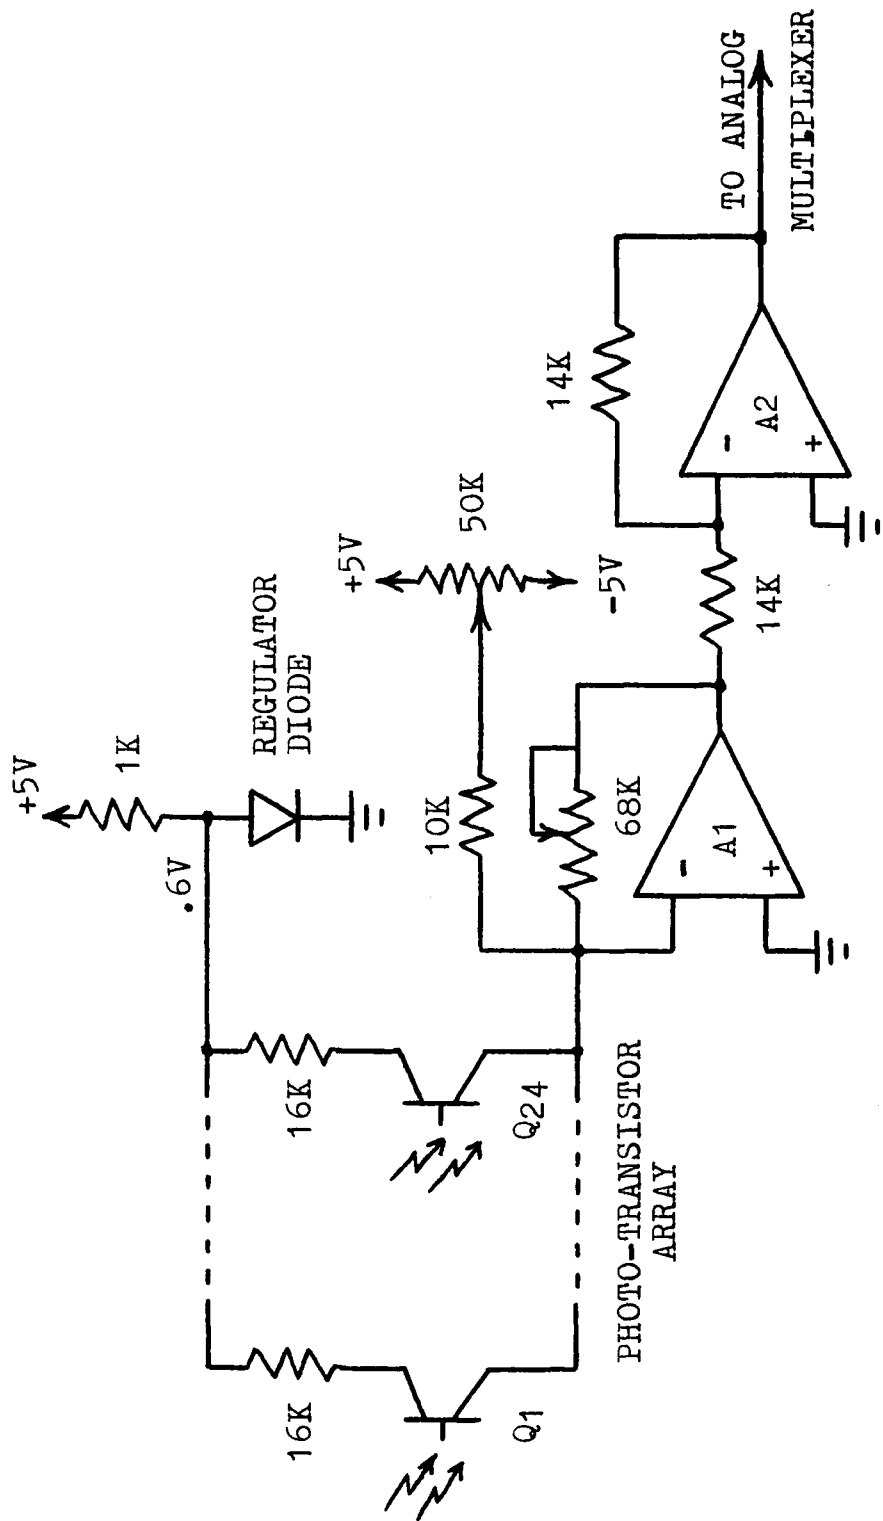 +5V
1K
.6V
REGULATOR
DIODE
16K
16K
Q1
Q24
PHOTO-TRANSISTOR
ARRAY
+5V
50K
-5V
10K
68K
-
A1
+
14K
14K
-
A2
+
TO ANALOG
MULTIPLEXER